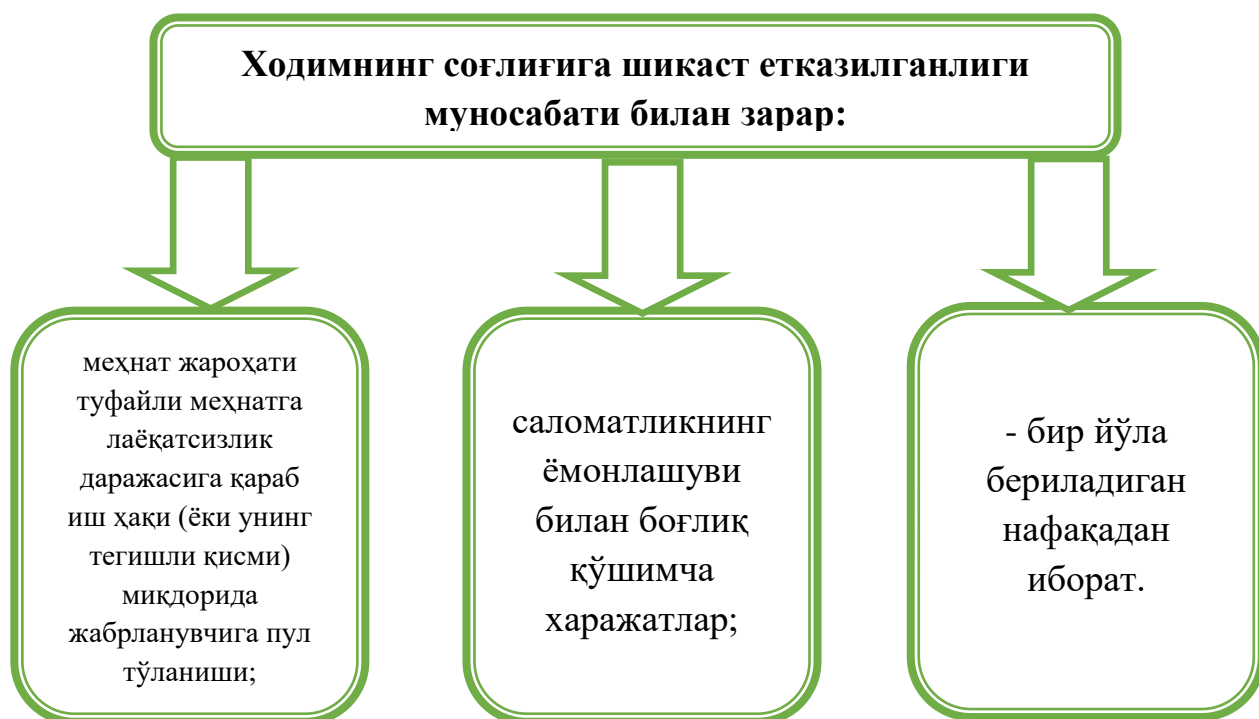 Ходимнинг соғлиғига шикаст етказилганлиги
муносабати билан зарар:
меҳнат жароҳати
туфайли меҳнатга
лаёқатсизлик
даражасига қараб
иш ҳақи (ёки унинг
тегишли қисми)
миқдорида
жабрланувчига пул
тўланиши;
саломатликнинг
ёмонлашуви
билан боғлиқ
қўшимча
харажатлар;
- бир йўла
бериладиган
нафақадан
иборат.